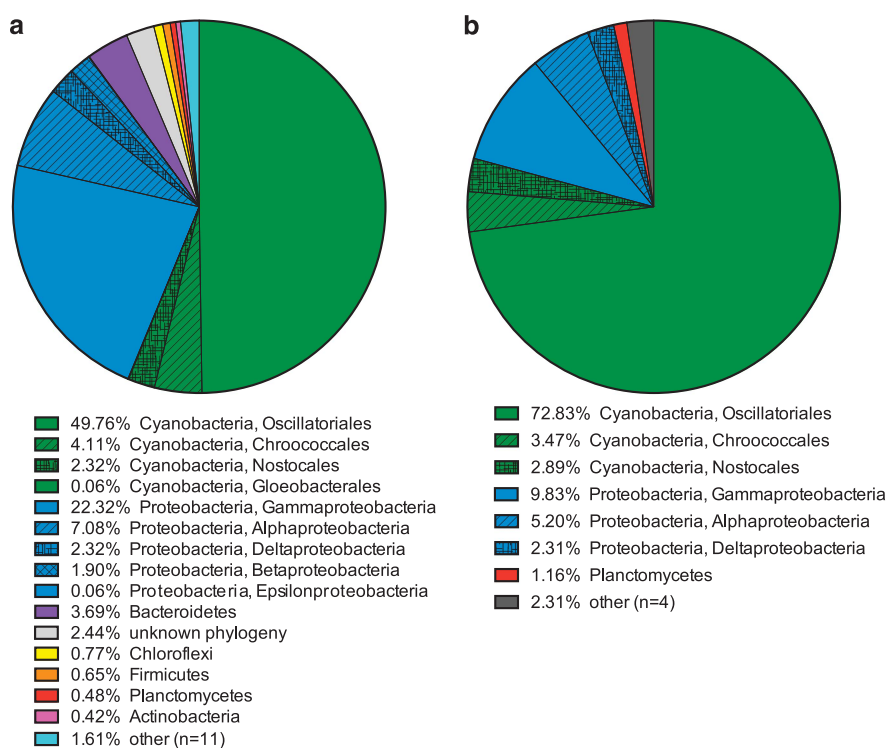 a
49.76% Cyanobacteria, Oscillatoriales
4.11% Cyanobacteria, Chroococcales
2.32% Cyanobacteria, Nostocales
0.06% Cyanobacteria, Gloeobacterales
22.32% Proteobacteria, Gammaproteobacteria
7.08% Proteobacteria, Alphaproteobacteria
2.32% Proteobacteria, Deltaproteobacteria
1.90% Proteobacteria, Betaproteobacteria
0.06% Proteobacteria, Epsilonproteobacteria
3.69% Bacteroidetes
2.44% unknown phylogeny
0.77% Chloroflexi
0.65% Firmicutes
0.48% Planctomycetes
0.42% Actinobacteria
1.61% other (n=11)
b
72.83% Cyanobacteria, Oscillatoriales
3.47% Cyanobacteria, Chroococcales
2.89% Cyanobacteria, Nostocales
9.83% Proteobacteria, Gammaproteobacteria
5.20% Proteobacteria, Alphaproteobacteria
2.31% Proteobacteria, Deltaproteobacteria
1.16% Planctomycetes
2.31% other (n=4)